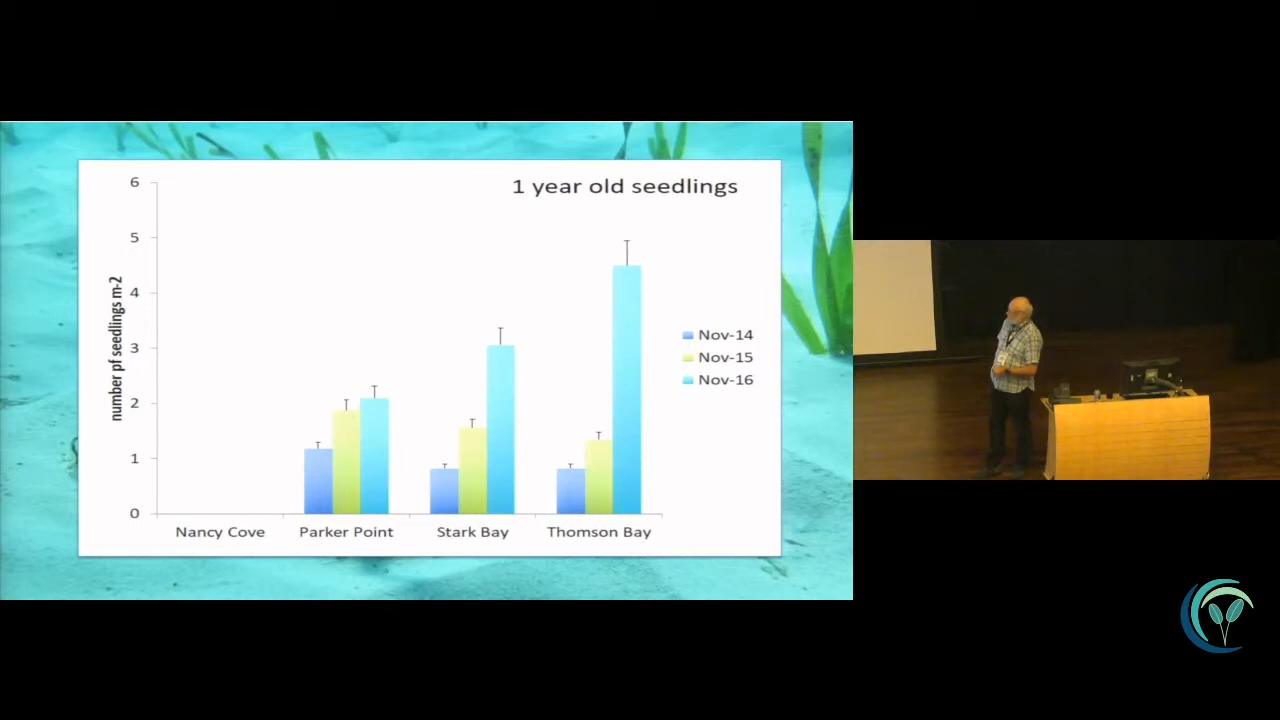 1 year old seedlings
6
5
4
3
2
1
0
number pf seedlings m-2
Nancy Cove
Parker Point
Stark Bay
Thomson Bay
Nov-14
Nov-15
Nov-16